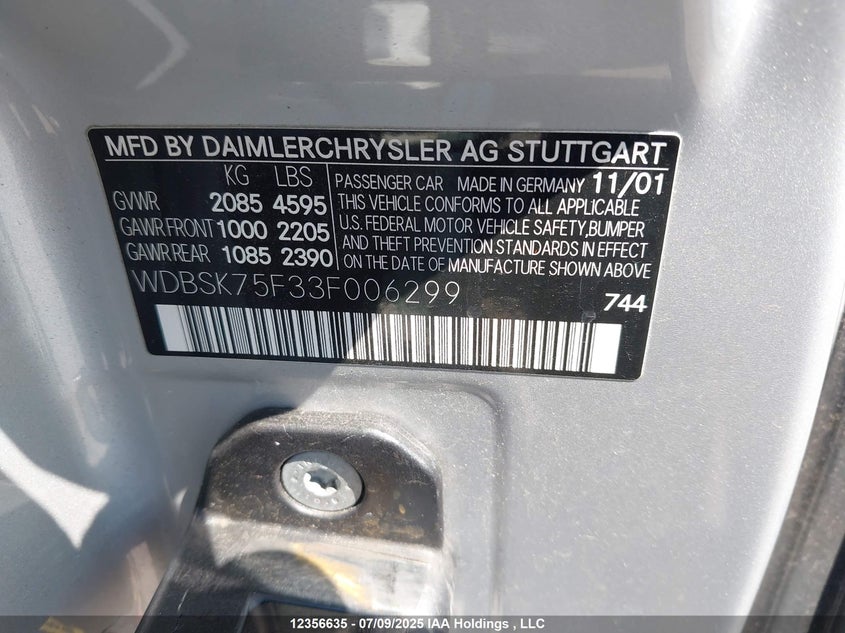 MFD BY DAIMLERCHRYSLER AG STUTTGART
KG LBS
GVWR 2085 4595
GAWR FRONT 1000 2205
GAWR REAR 1085 2390
PASSENGER CAR MADE IN GERMANY 11/01
THIS VEHICLE CONFORMS TO ALL APPLICABLE
U.S. FEDERAL MOTOR VEHICLE SAFETY,BUMPER
AND THEFT PREVENTION STANDARDS IN EFFECT
ON THE DATE OF MANUFACTURE SHOWN ABOVE
WDBSK75F33F006299
744
12356635 - 07/09/2025 IAA Holdings , LLC